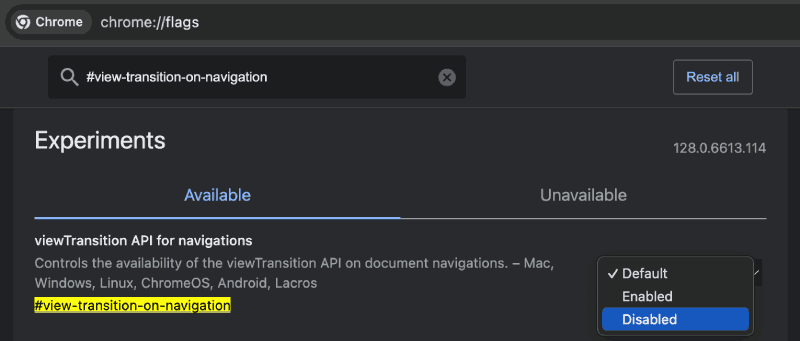 Chrome chrome://flags
#view-transition-on-navigation
Reset all
Experiments
128.0.6613.114
Available
Unavailable
viewTransition API for navigations
Controls the availability of the viewTransition API on document navigations. – Mac,
Windows, Linux, ChromeOS, Android, Lacros
#view-transition-on-navigation
✓ Default
Enabled
Disabled